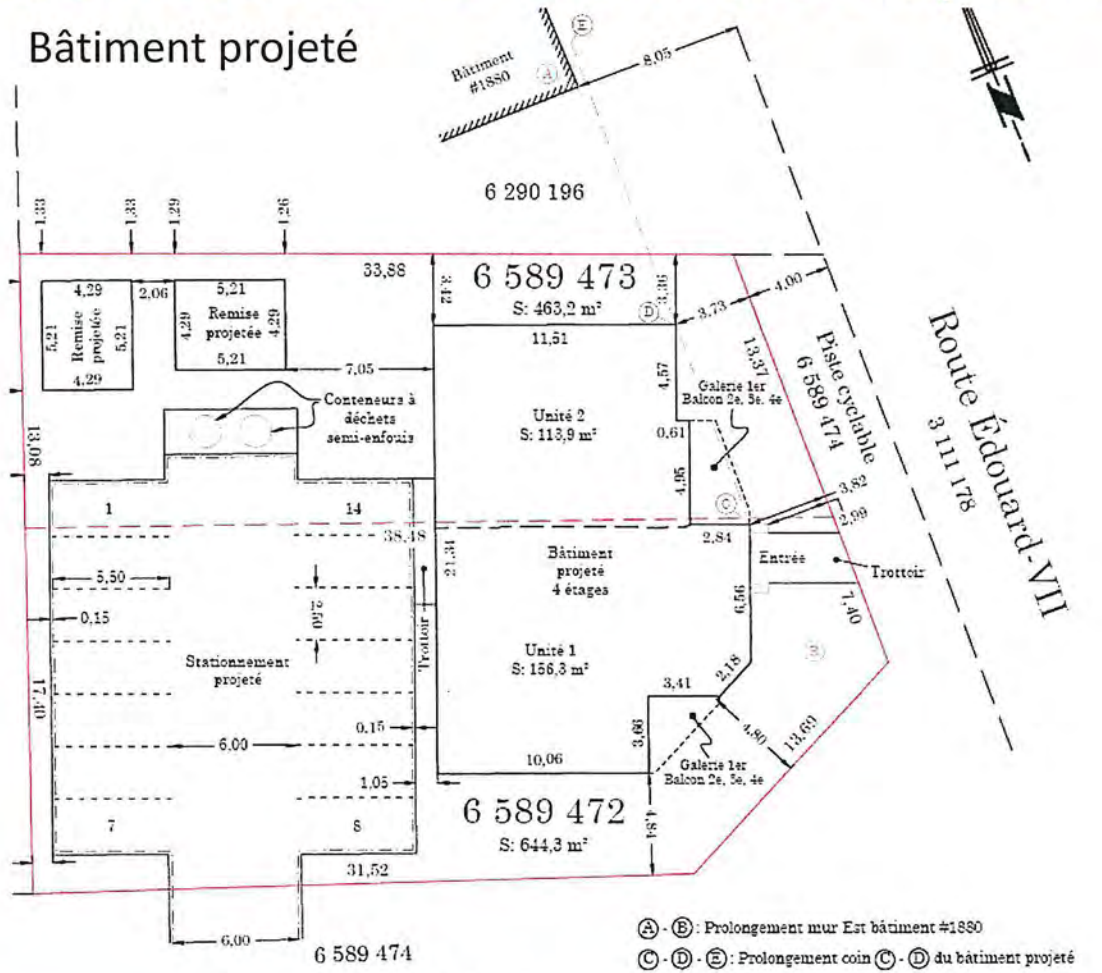 Bâtiment projeté
Bâtiment
#1880
A
E
8,05
6 290 196
1,33
1,33
1,29
1,26
33,88
3,42
6 589 473
S: 463,2 m²
3,36
D
3,73
4,00
4,29
2,06
5,21
5,21
Remise
projetée
5,21
4,29
4,29
Remise
projetée
4,29
5,21
11,51
7,05
13,37
Piste cyclable
6 589 474
Route Édouard-VII
3 111 178
4,57
Galerie 1er
Balcon 2e, 3e, 4e
Conteneurs à
déchets
semi-enfouis
Unité 2
S: 113,9 m²
0,61
4,95
13,08
C
3,82
2,99
1
14
38,48
2,84
21,34
Bâtiment
projeté
4 étages
Entrée
Trottoir
5,50
2,50
0,15
6,56
7,40
Trottoir
Stationnement
projeté
Unité 1
S: 156,3 m²
B
2,18
3,41
17,40
0,15
6,00
3,66
4,80
13,69
10,06
Galerie 1er
Balcon 2e, 3e, 4e
1,05
7
8
6 589 472
S: 644,3 m²
4,84
31,52
6,00
6 589 474
A - B : Prolongement mur Est bâtiment #1880
C - D - E : Prolongement coin C - D du bâtiment projeté